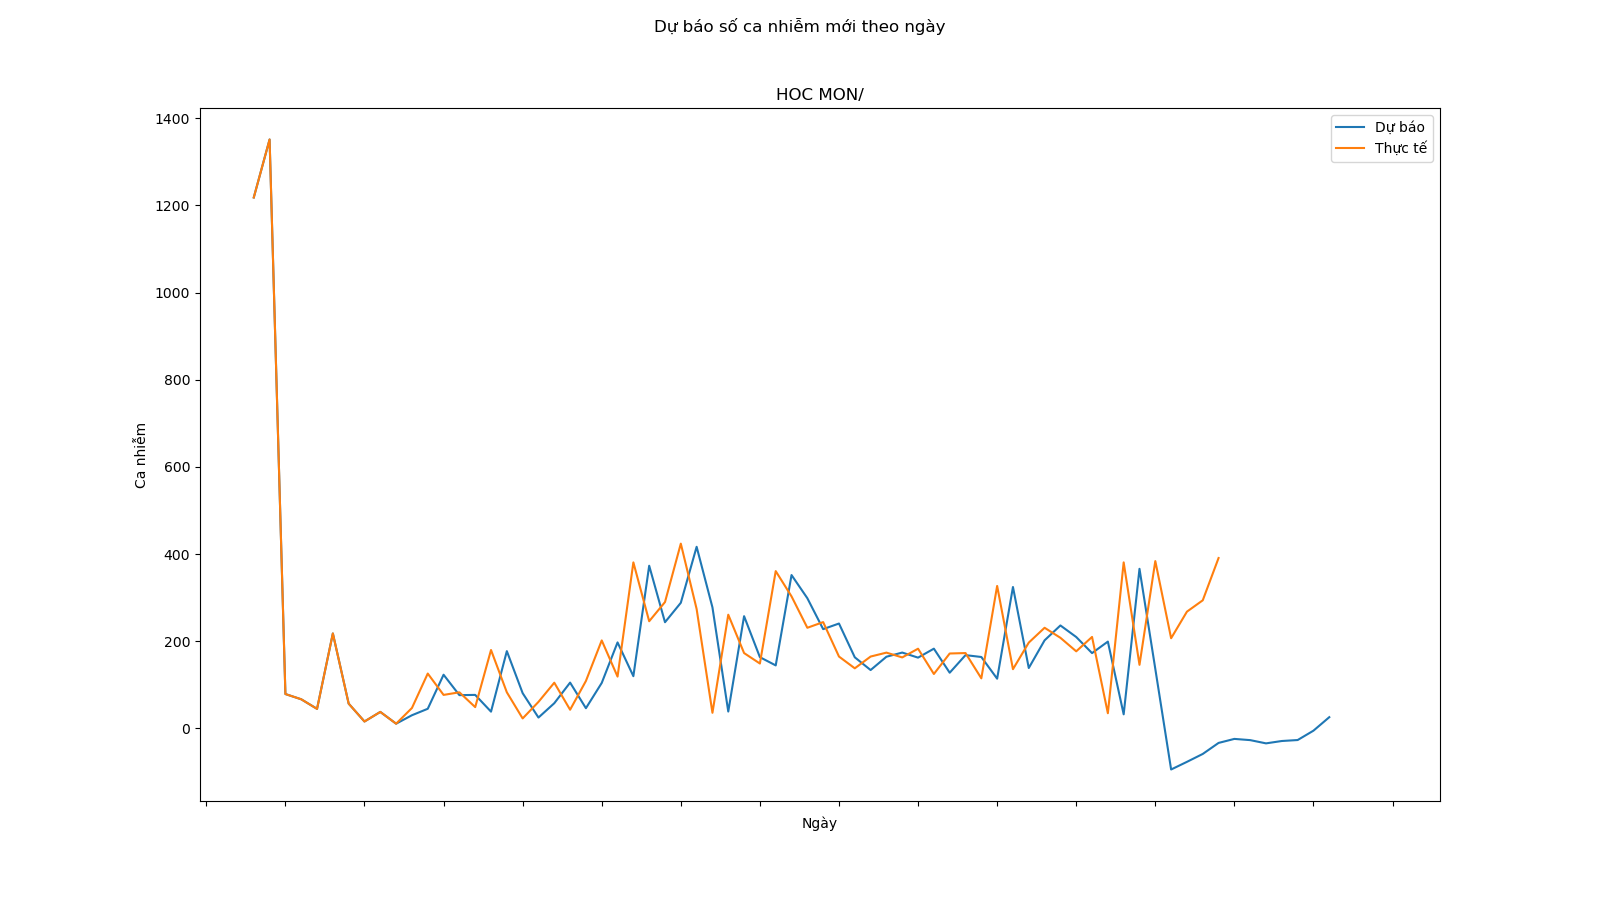 Dự báo số ca nhiễm mới theo ngày
HOC MON/
1400
1200
1000
800
600
400
200
0
Ca nhiễm
Ngày
Dự báo
Thực tế